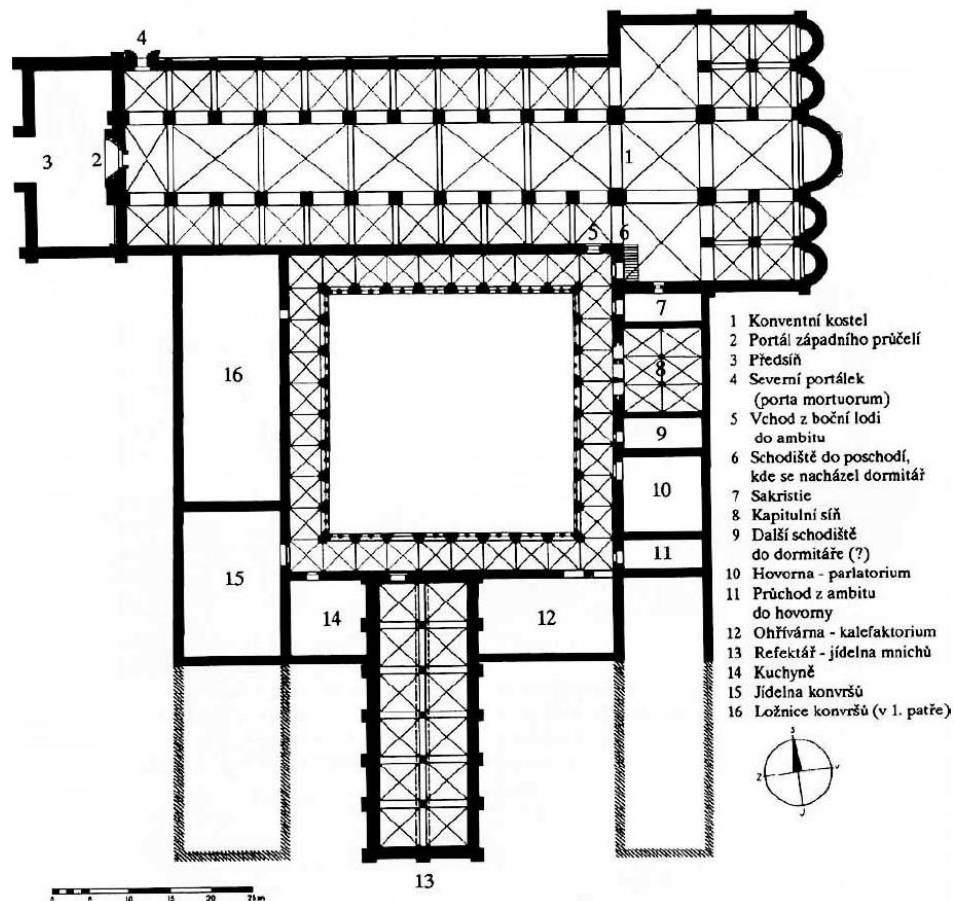 4
2
3
1
5
6
7
16
8
9
10
11
15
14
12
13
1 Konventní kostel
2 Portál západního průčelí
3 Předsíň
4 Severní portálek
(porta mortuorum)
5 Vchod z boční lodi
do ambitu
6 Schodiště do poschodí,
kde se nacházel dormitář
7 Sakristie
8 Kapitulní síň
9 Další schodiště
do dormitáře (?)
10 Hovorna - parlatorium
11 Průchod z ambitu
do hovorny
12 Ohřívárna - kalefaktorium
13 Refektář - jídelna mnichů
14 Kuchyně
15 Jídelna konvršů
16 Ložnice konvršů (v 1. patře)
S
Z
V
J
10 15 20 25m